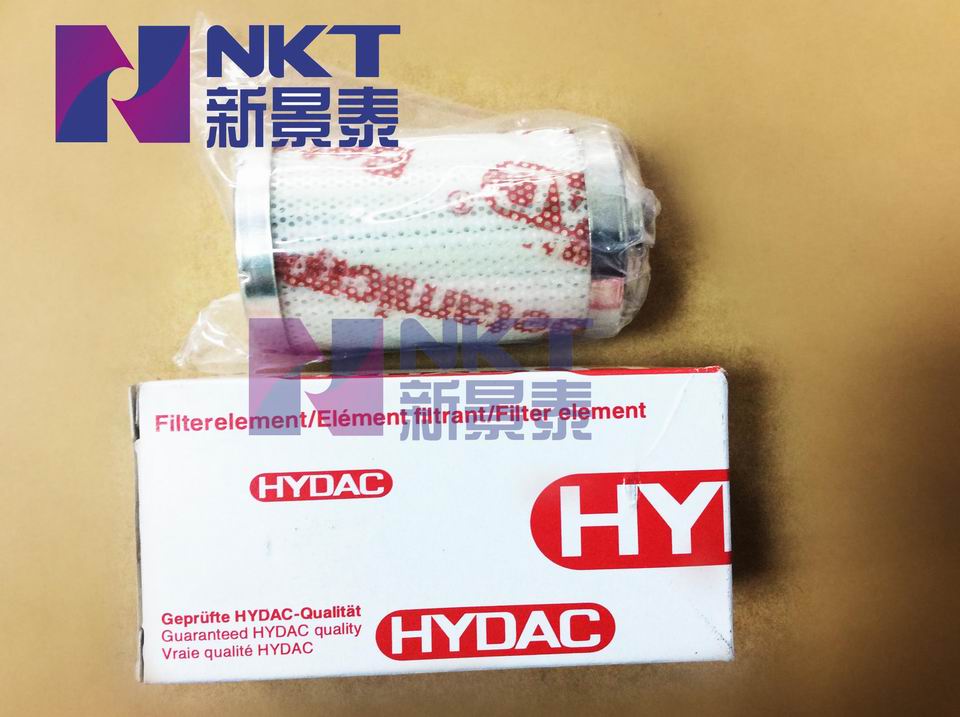 NKT
新景泰
NKT
新景泰
Filterelement/Elément filtrant/Filter element
HYDAC
HYD
Geprüfte HYDAC-Qualität
Guaranteed HYDAC quality
Vraie qualité HYDAC
HYDAC